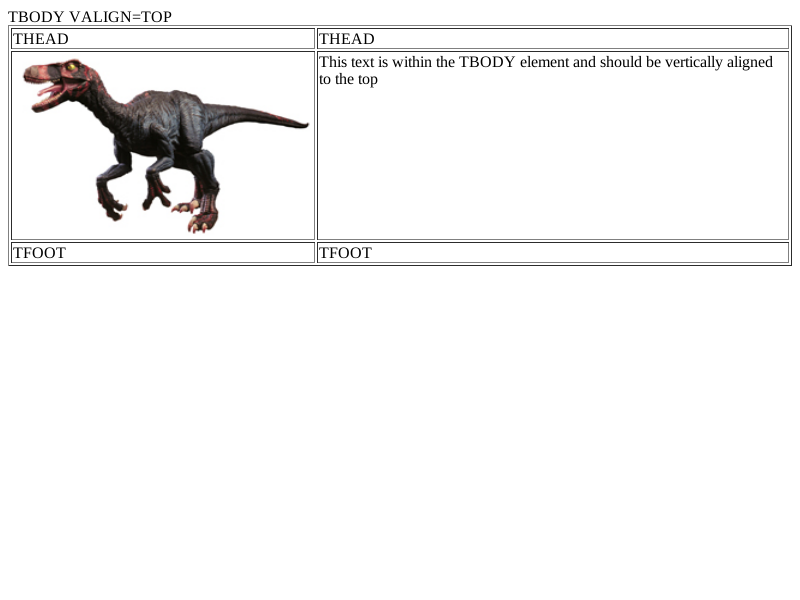 TBODY VALIGN=TOP
THEAD THEAD
This text is within the TBODY element and should be vertically aligned
to the top
TFOOT TFOOT